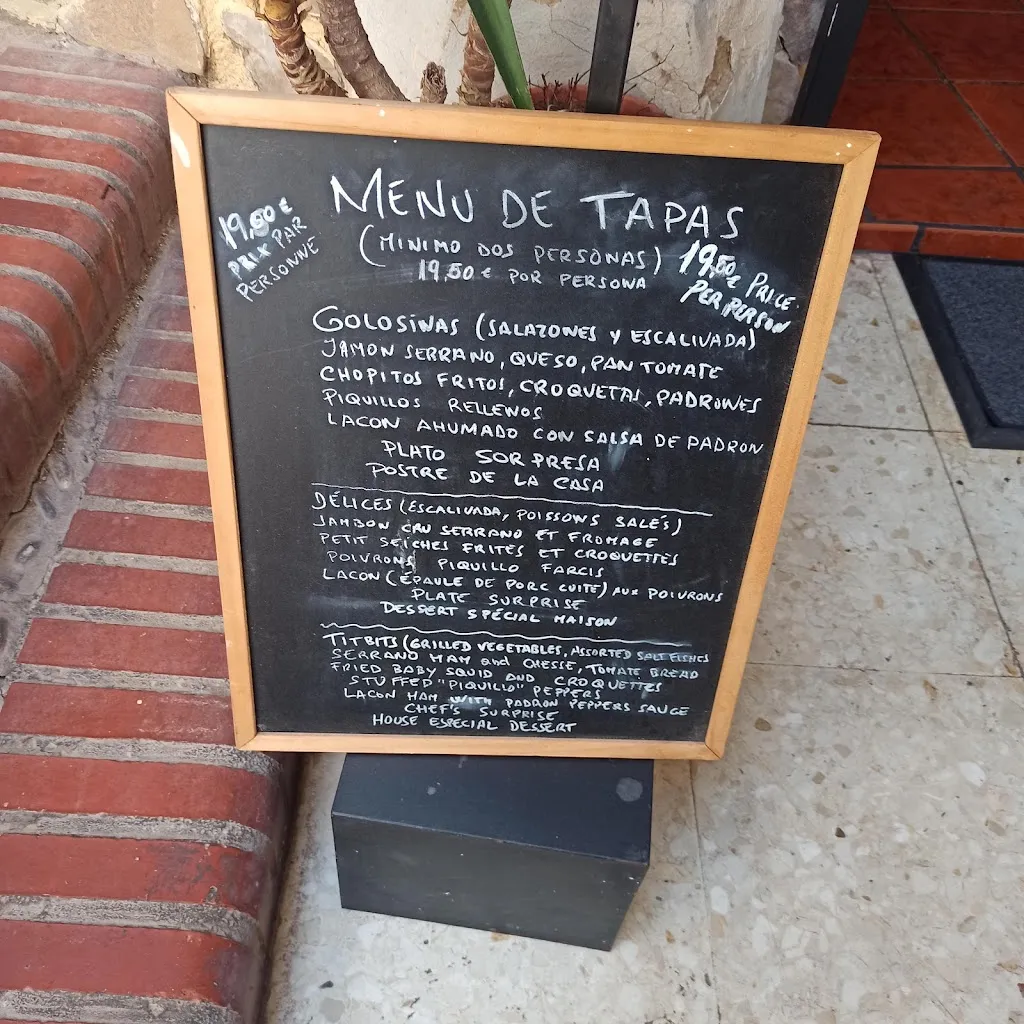 MENU DE TAPAS
(MINIMO DOS PERSONAS)
19,50 € POR PERSONA
19,50 €
PRIX PAR
PERSONNE
19,50 € PRICE
PER PERSON
GOLOSINAS (SALAZONES Y ESCALIVADA)
JAMON SERRANO, QUESO, PAN TOMATE
CHOPITOS FRITOS, CROQUETAS, PADRONES
PIQUILLOS RELLENOS
LACON AHUMADO CON SALSA DE PADRON
PLATO SORPRESA
POSTRE DE LA CASA
DÉLICES (ESCALIVADA, POISSONS SALÉS)
JAMBON CRU SERRANO ET FROMAGE
PETIT SEICHES FRITES ET CROQUETTES
POIVRONS PIQUILLO FARCIS
LACON (ÉPAULE DE PORC CUITE) AUX POIVRONS
PLATE SURPRISE
DESSERT SPÉCIAL MAISON
TITBITS (GRILLED VEGETABLES, ASSORTED SALT FISHES
SERRANO HAM and CHESSE, TOMATE BREAD
FRIED BABY SQUID AND CROQUETTES
STUFFED "PIQUILLO" PEPPERS
LACON HAM WITH PADRON PEPPERS SAUCE
CHEF'S SURPRISE
HOUSE ESPECIAL DESSERT